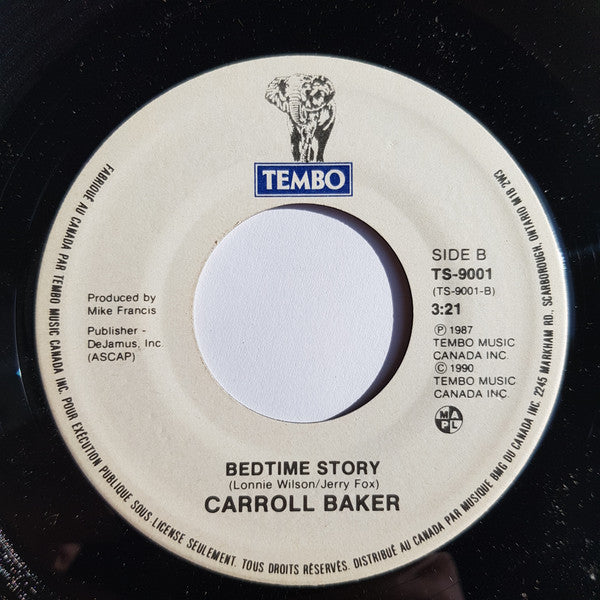 TEMBO
SIDE B
TS-9001
(TS-9001-B)
3:21
Ⓟ 1987
TEMBO MUSIC
CANADA INC.
© 1990
TEMBO MUSIC
CANADA INC.
MAPL
Produced by
Mike Francis
Publisher -
DeJamus, Inc.
(ASCAP)
BEDTIME STORY
(Lonnie Wilson/Jerry Fox)
CARROLL BAKER
FABRIQUÉ AU CANADA PAR TEMBO MUSIC CANADA INC. POUR EXÉCUTION PUBLIQUE SOUS LICENSE SEULEMENT. TOUS DROITS RÉSERVÉS. DISTRIBUÉ AU CANADA PAR MUSIQUE BMG DU CANADA INC. 2245 MARKHAM RD., SCARBOROUGH, ONTARIO M1B 2W3